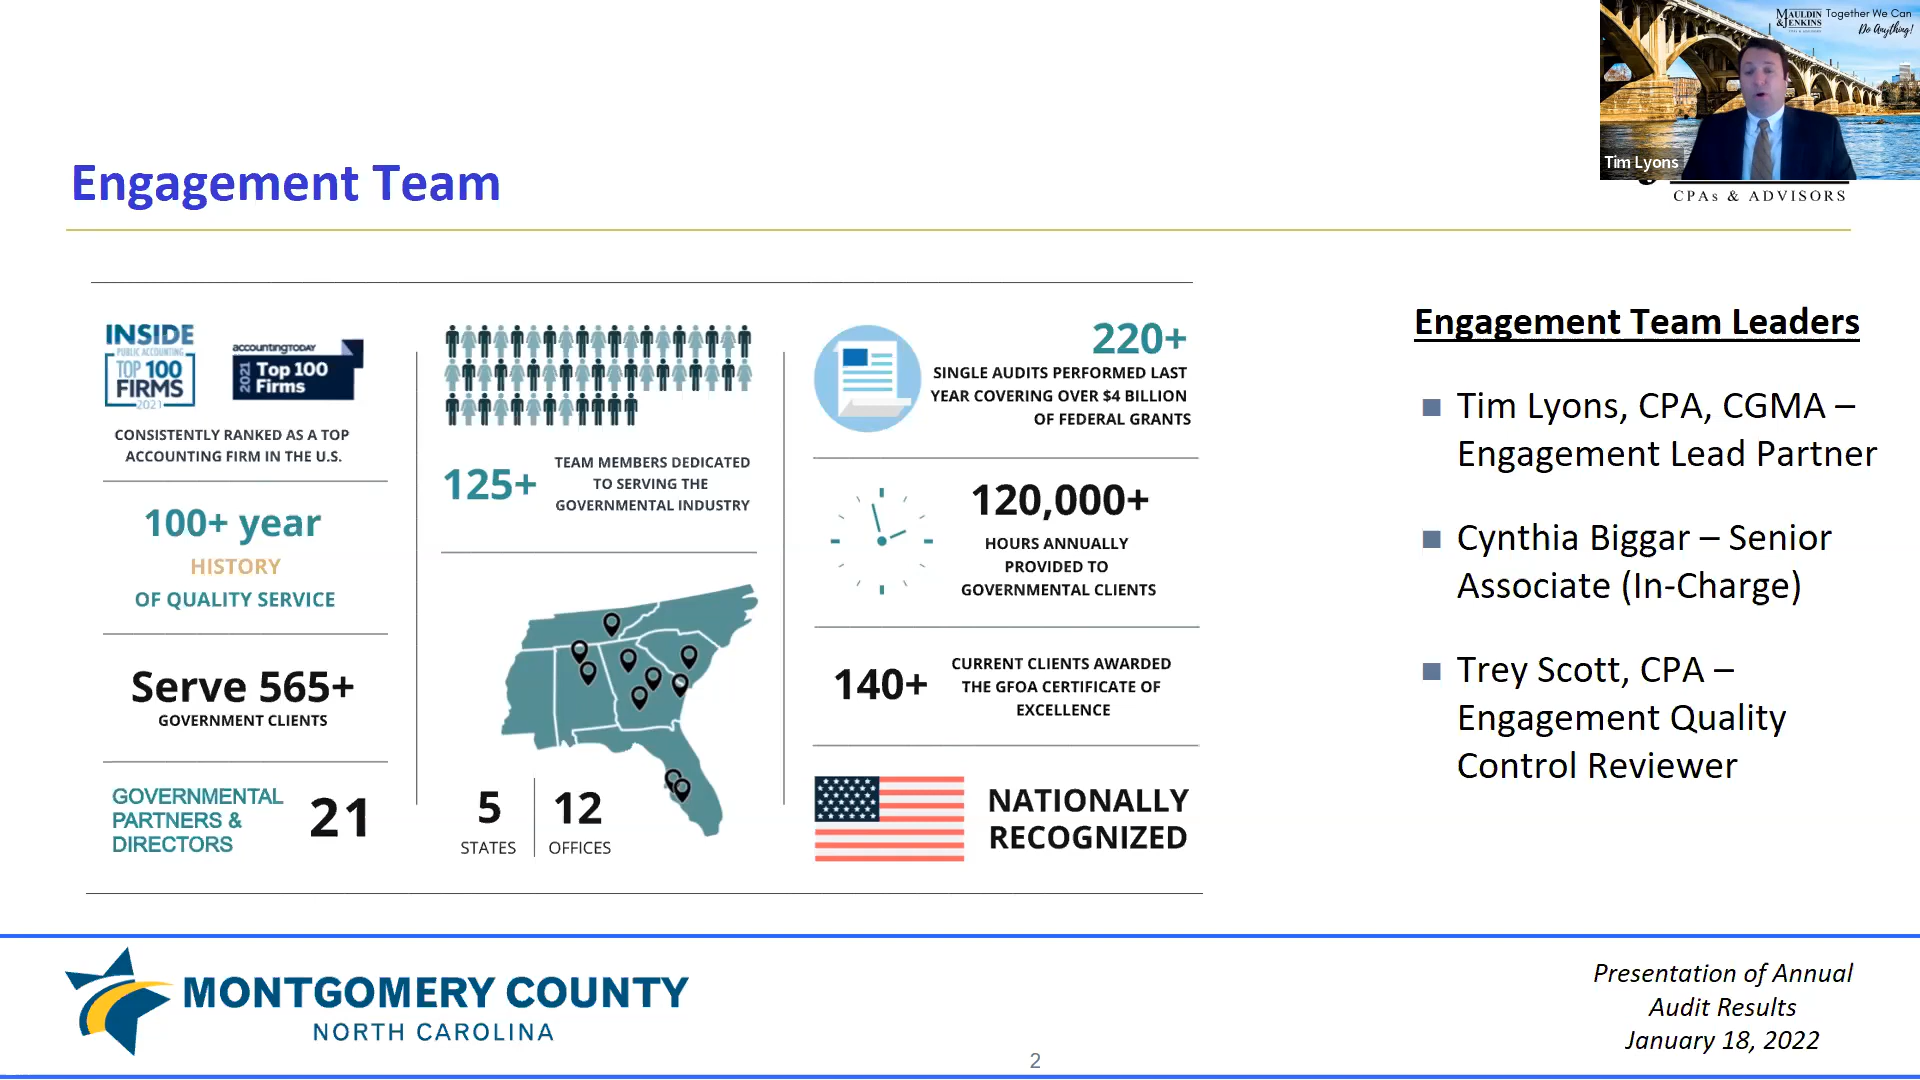 MAULDIN
& JENKINS
Together We Can
Do Anything!
Tim Lyons
CPAs & ADVISORS
Engagement Team
INSIDE
PUBLIC ACCOUNTING
TOP 100
FIRMS
2021
accountingTODAY
2021
Top 100
Firms
CONSISTENTLY RANKED AS A TOP
ACCOUNTING FIRM IN THE U.S.
100+ year
HISTORY
OF QUALITY SERVICE
Serve 565+
GOVERNMENT CLIENTS
GOVERNMENTAL
PARTNERS &
DIRECTORS
21
125+
TEAM MEMBERS DEDICATED
TO SERVING THE
GOVERNMENTAL INDUSTRY
5
STATES
12
OFFICES
220+
SINGLE AUDITS PERFORMED LAST
YEAR COVERING OVER $4 BILLION
OF FEDERAL GRANTS
120,000+
HOURS ANNUALLY
PROVIDED TO
GOVERNMENTAL CLIENTS
140+
CURRENT CLIENTS AWARDED
THE GFOA CERTIFICATE OF
EXCELLENCE
NATIONALLY
RECOGNIZED
Engagement Team Leaders
Tim Lyons, CPA, CGMA –
Engagement Lead Partner
Cynthia Biggar – Senior
Associate (In-Charge)
Trey Scott, CPA –
Engagement Quality
Control Reviewer
MONTGOMERY COUNTY
NORTH CAROLINA
2
Presentation of Annual
Audit Results
January 18, 2022